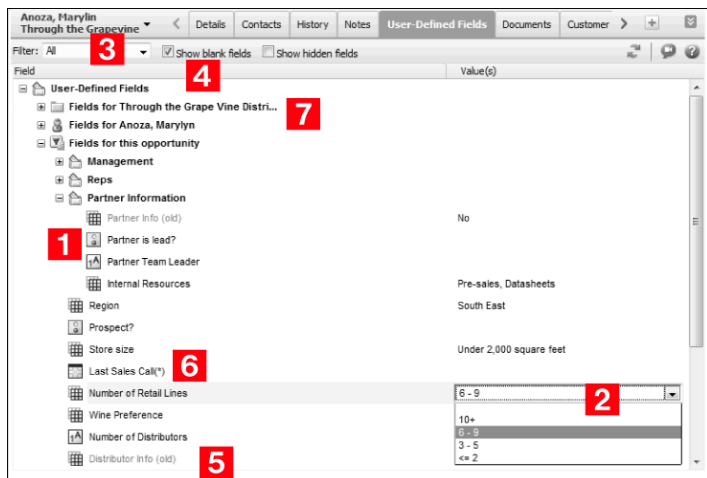 Anoza, Marylin
Through the Grapevine
Details Contacts History Notes User-Defined Fields Documents Customer
Filter: All 3 Show blank fields Show hidden fields
4
Field Value(s)
User-Defined Fields
Fields for Through the Grape Vine Distri... 7
Fields for Anoza, Marylyn
Fields for this opportunity
Management
Reps
Partner Information
Partner Info (old) No
1 Partner is lead?
Partner Team Leader
Internal Resources Pre-sales, Datasheets
Region South East
Prospect?
Store size Under 2,000 square feet
Last Sales Call(*) 6
Number of Retail Lines 6 - 9 2
Wine Preference 10+
6 - 9
Number of Distributors 3 - 5
Distributor Info (old) 5 <= 2